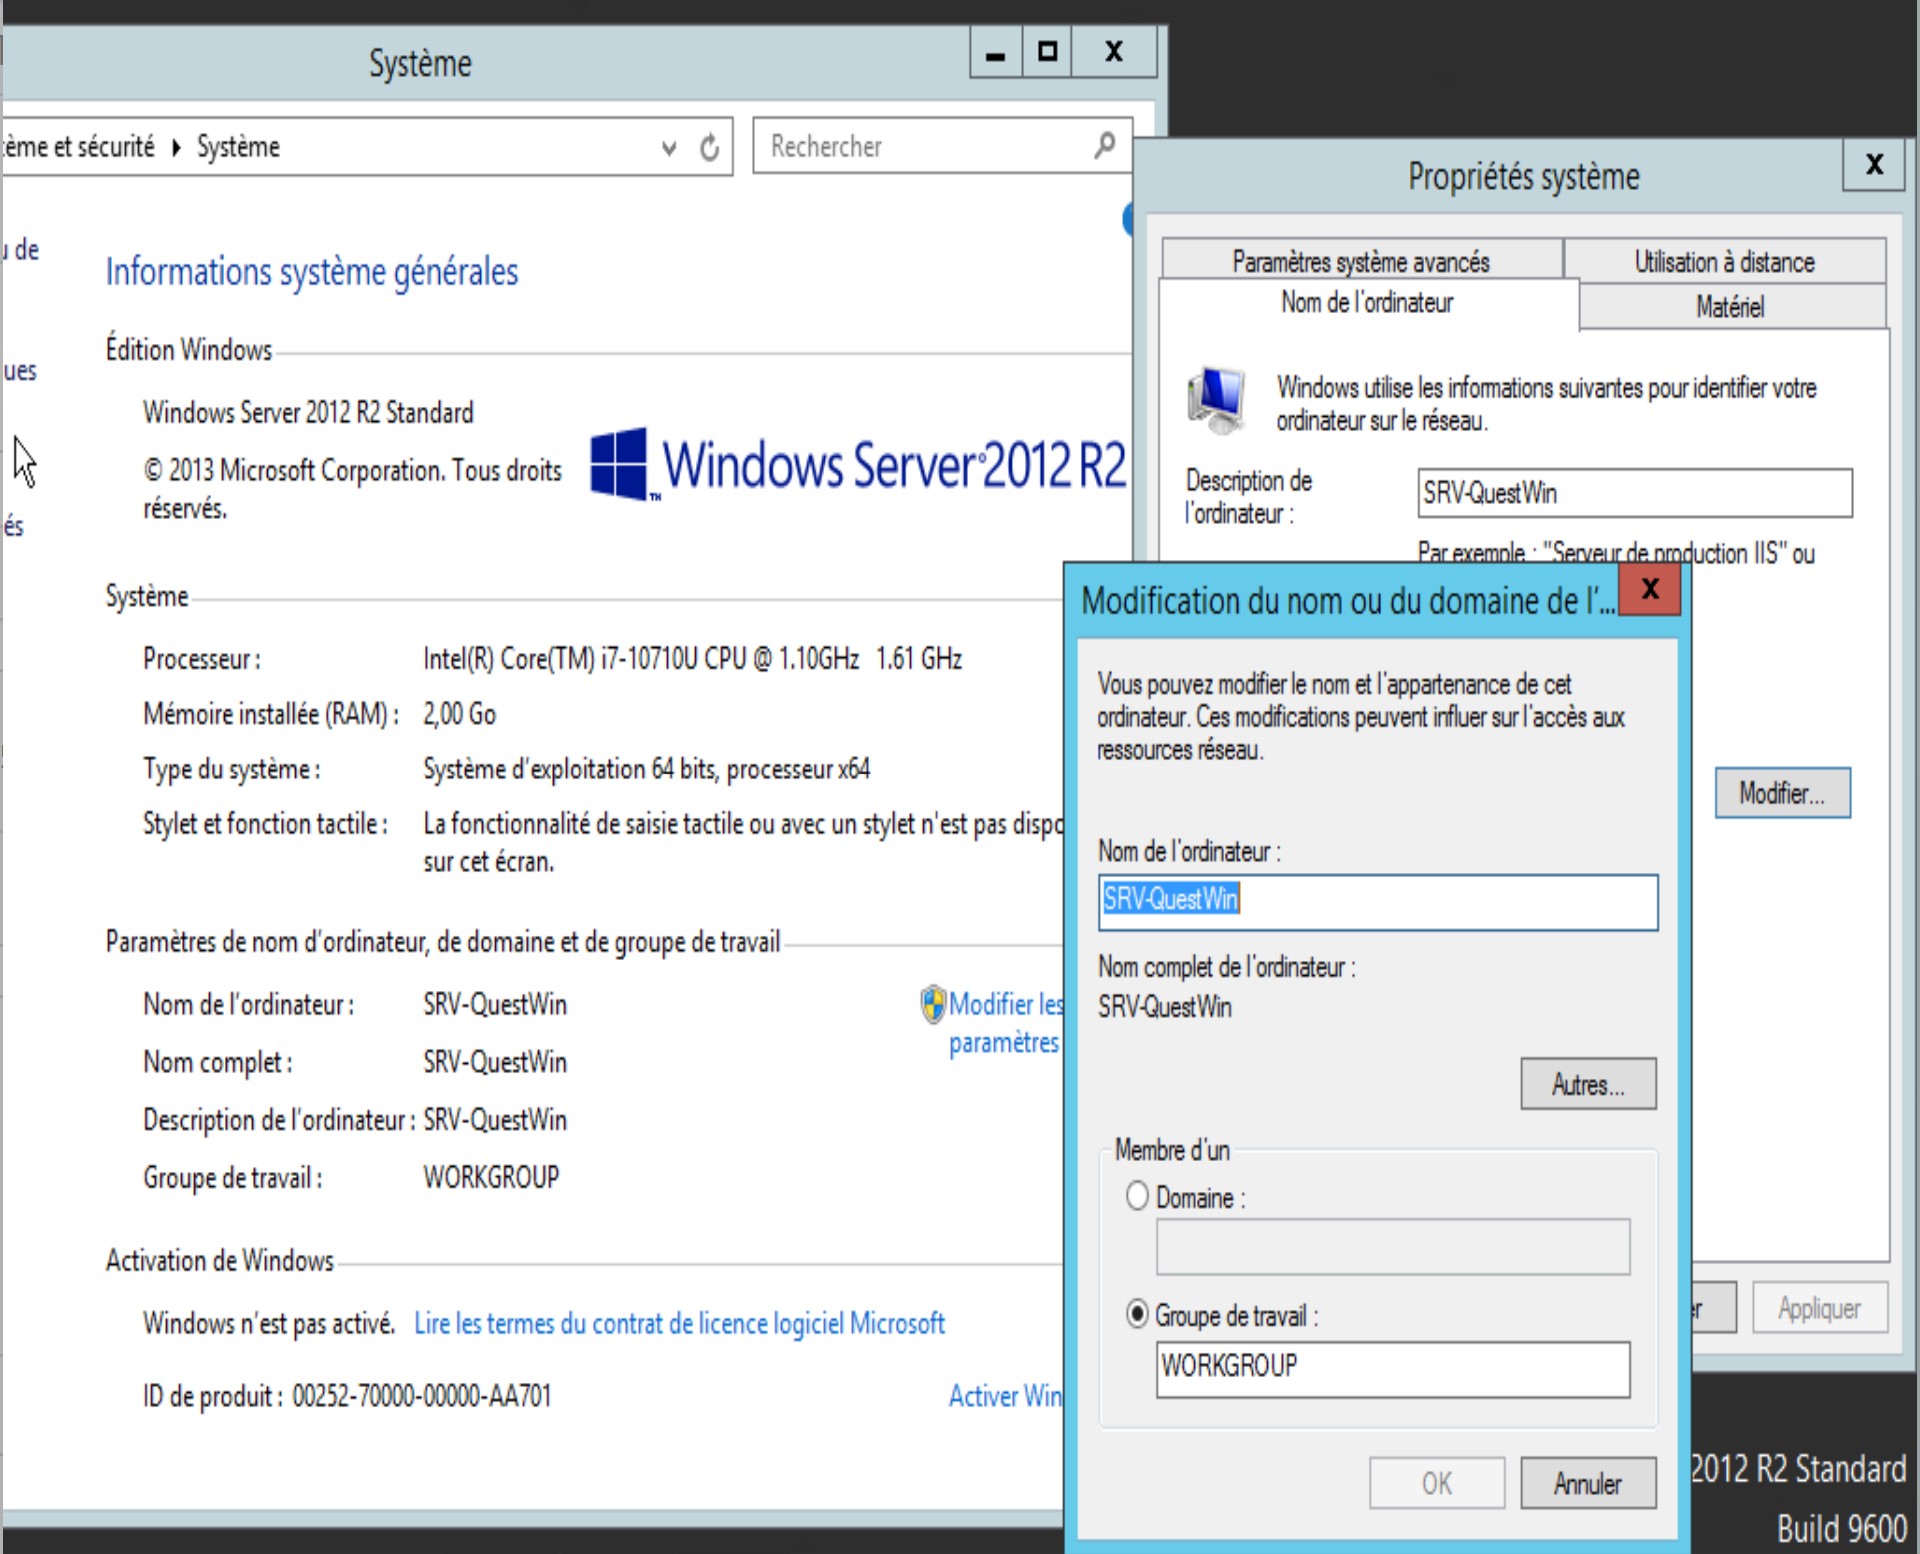 Système
ème et sécurité Système
Rechercher
u de
ues
és
Informations système générales
Édition Windows
Windows Server 2012 R2 Standard
© 2013 Microsoft Corporation. Tous droits
réservés.
Windows Server 2012 R2
Système
Processeur : Intel(R) Core(TM) i7-10710U CPU @ 1.10GHz 1.61 GHz
Mémoire installée (RAM) : 2,00 Go
Type du système : Système d'exploitation 64 bits, processeur x64
Stylet et fonction tactile : La fonctionnalité de saisie tactile ou avec un stylet n'est pas dispo
sur cet écran.
Paramètres de nom d'ordinateur, de domaine et de groupe de travail
Nom de l'ordinateur : SRV-QuestWin
Modifier les
paramètres
Nom complet : SRV-QuestWin
Description de l'ordinateur : SRV-QuestWin
Groupe de travail : WORKGROUP
Activation de Windows
Windows n'est pas activé. Lire les termes du contrat de licence logiciel Microsoft
ID de produit : 00252-70000-00000-AA701
Activer Win
Propriétés système
Paramètres système avancés
Utilisation à distance
Nom de l'ordinateur
Matériel
Windows utilise les informations suivantes pour identifier votre
ordinateur sur le réseau.
Description de
l'ordinateur :
SRV-QuestWin
Par exemple : "Serveur de production IIS" ou
Modifier...
er
Appliquer
Modification du nom ou du domaine de l'...
Vous pouvez modifier le nom et l'appartenance de cet
ordinateur. Ces modifications peuvent influer sur l'accès aux
ressources réseau.
Nom de l'ordinateur :
SRV-QuestWin
Nom complet de l'ordinateur :
SRV-QuestWin
Autres...
Membre d'un
Domaine :
Groupe de travail :
WORKGROUP
OK
Annuler
2012 R2 Standard
Build 9600